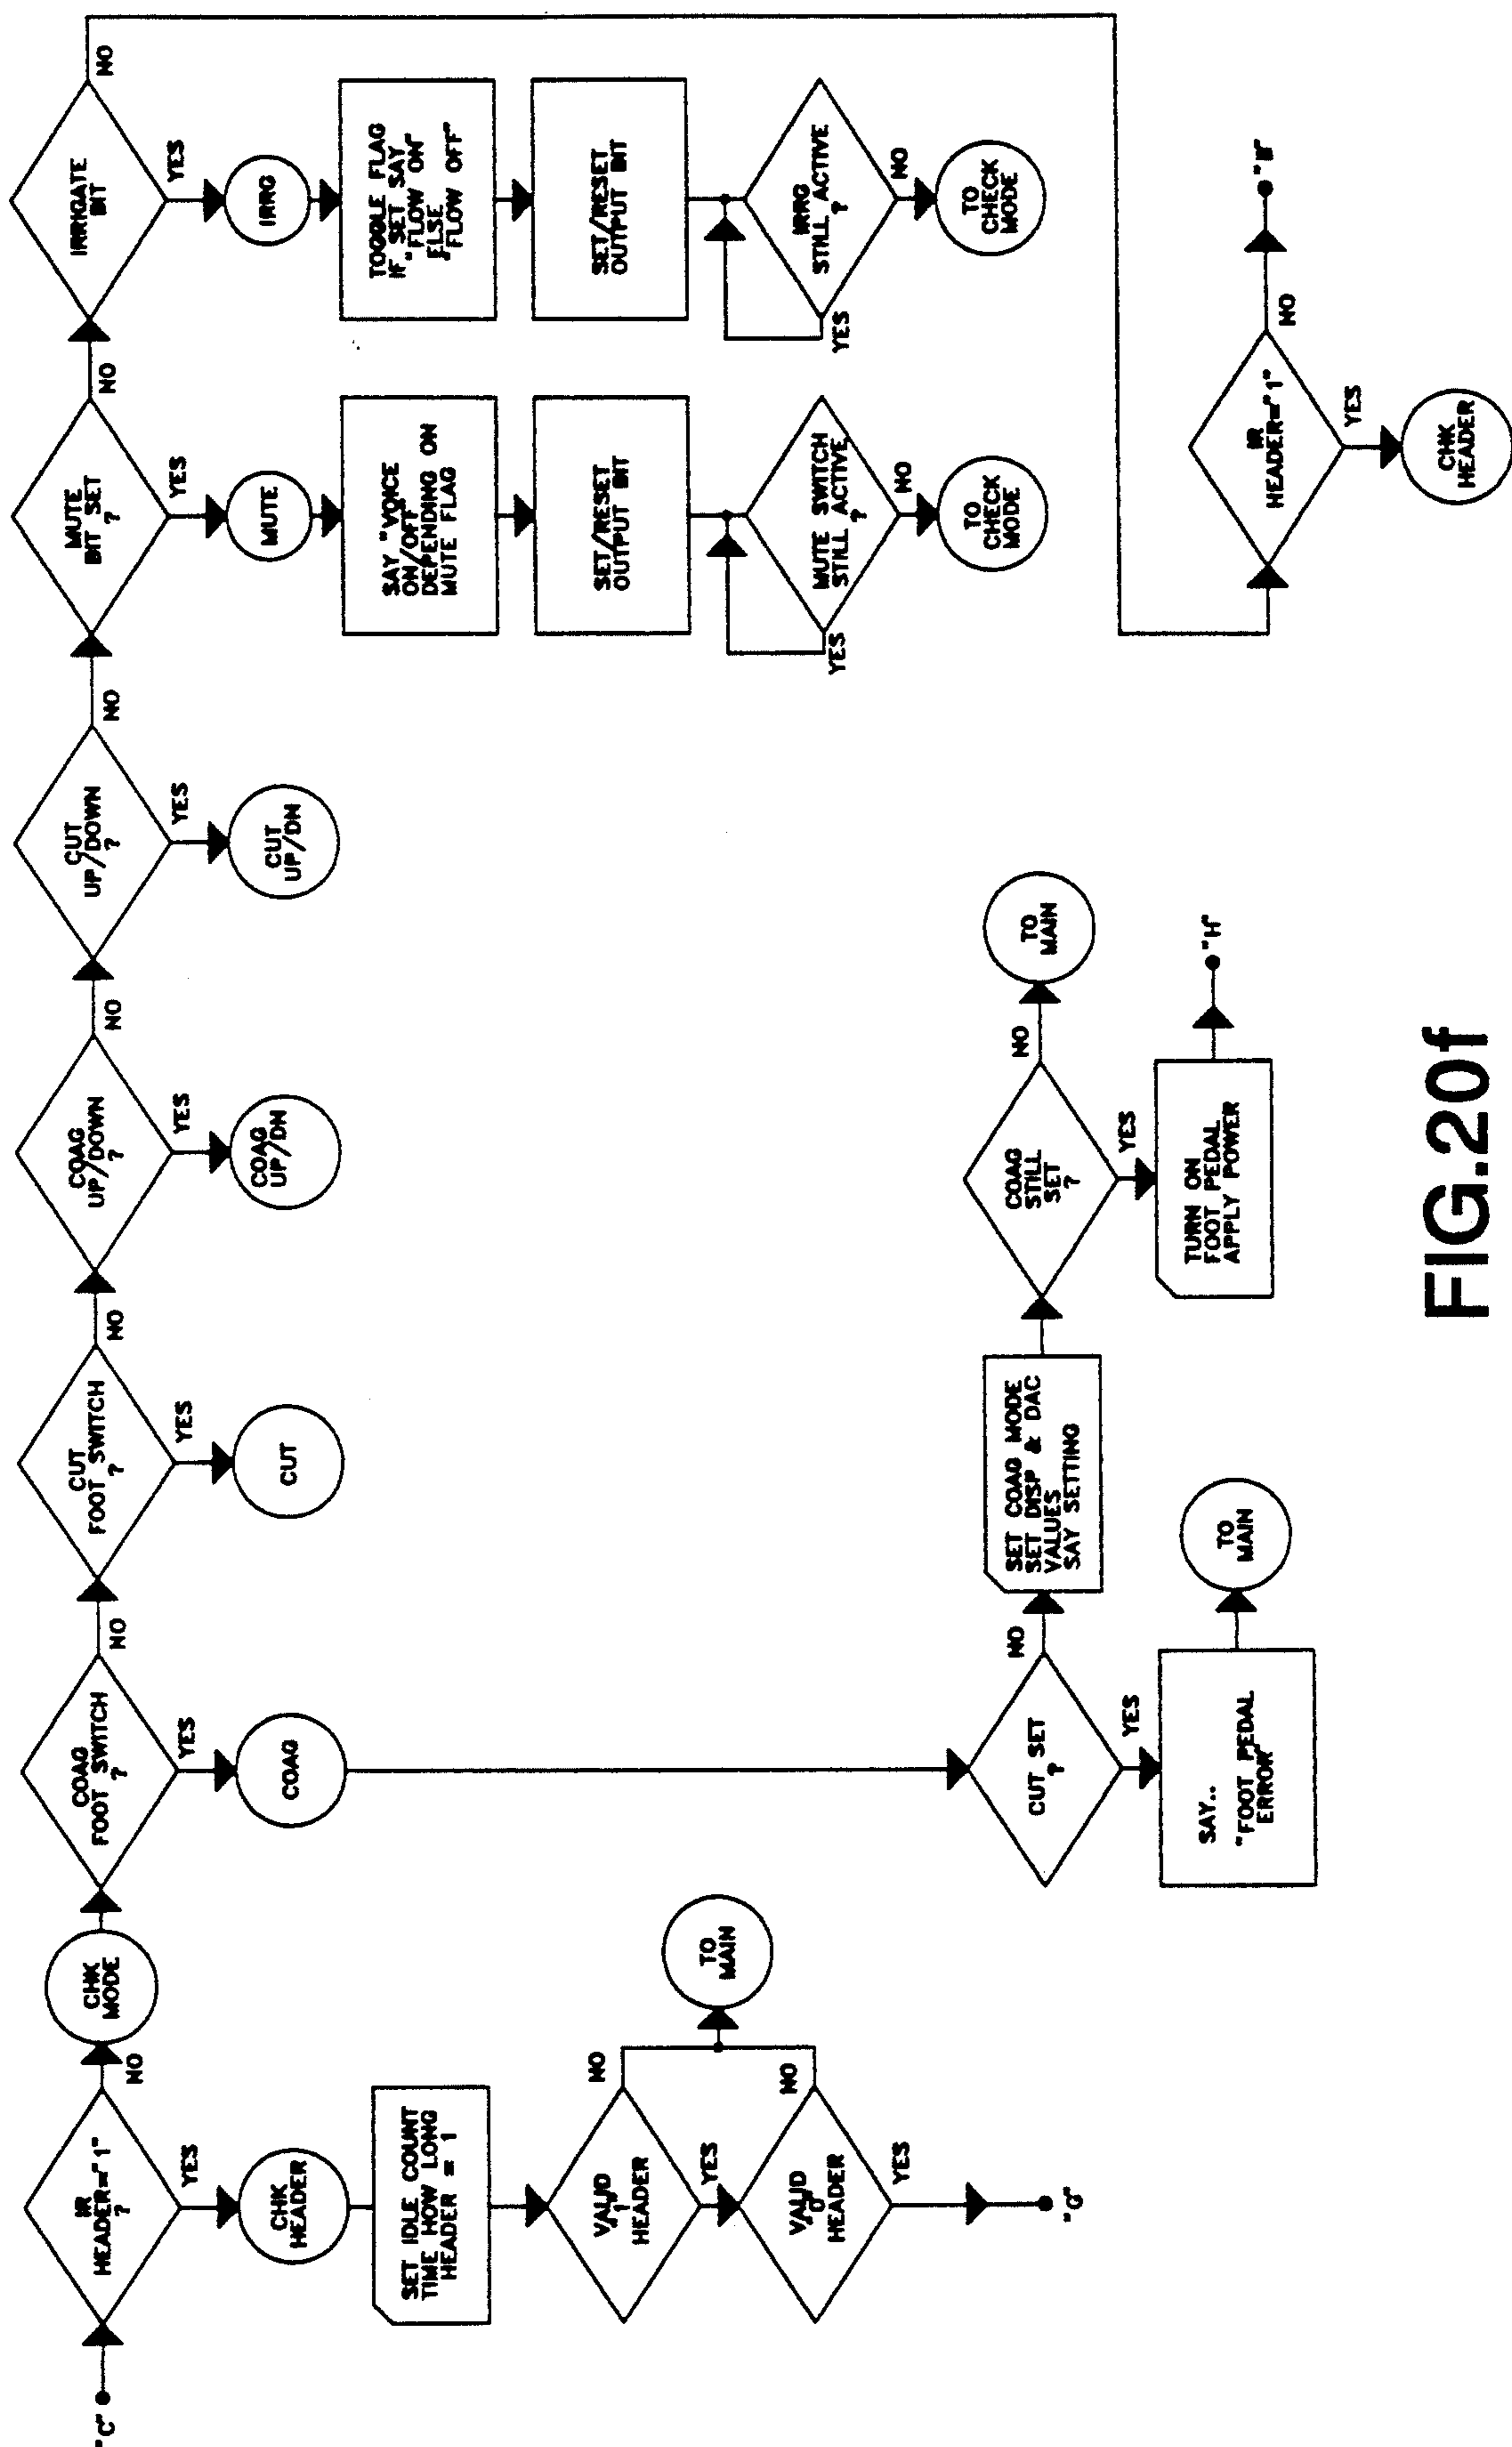 "C"
IR
HEADER="1"
?
NO
YES
CHK
MODE
COAG
FOOT SWITCH
?
NO
YES
CUT
FOOT SWITCH
?
NO
YES
COAG
UP/DOWN
?
NO
YES
CUT
UP/DOWN
?
NO
YES
MUTE
BIT SET
?
NO
YES
IRRIGATE
BIT
NO
YES
CHK
HEADER
COAG
CUT
COAG
UP/DN
CUT
UP/DN
MUTE
IRRG
SET IDLE COUNT
TIME HOW LONG
HEADER = 1
SAY "VOICE
ON/OFF"
DEPENDING ON
MUTE FLAG
TOGGLE FLAG
IF SET SAY
"FLOW ON"
ELSE
"FLOW OFF"
SET/RESET
OUTPUT BIT
SET/RESET
OUTPUT BIT
VALID
"1"
HEADER
NO
YES
VALID
"0"
HEADER
NO
YES
TO
MAIN
"G"
MUTE SWITCH
STILL ACTIVE
?
YES
NO
IRRG
STILL ACTIVE
?
YES
NO
TO
CHECK
MODE
TO
CHECK
MODE
CUT SET
?
NO
YES
SET COAG MODE
SET DISP & DAC
VALUES
SAY SETTING
COAG
STILL
SET
?
NO
YES
TO
MAIN
SAY..
"FOOT PEDAL
ERROR"
TO
MAIN
TURN ON
FOOT PEDAL
APPLY POWER
"H"
IR
HEADER="1"
NO
YES
CHK
HEADER
FIG.20f